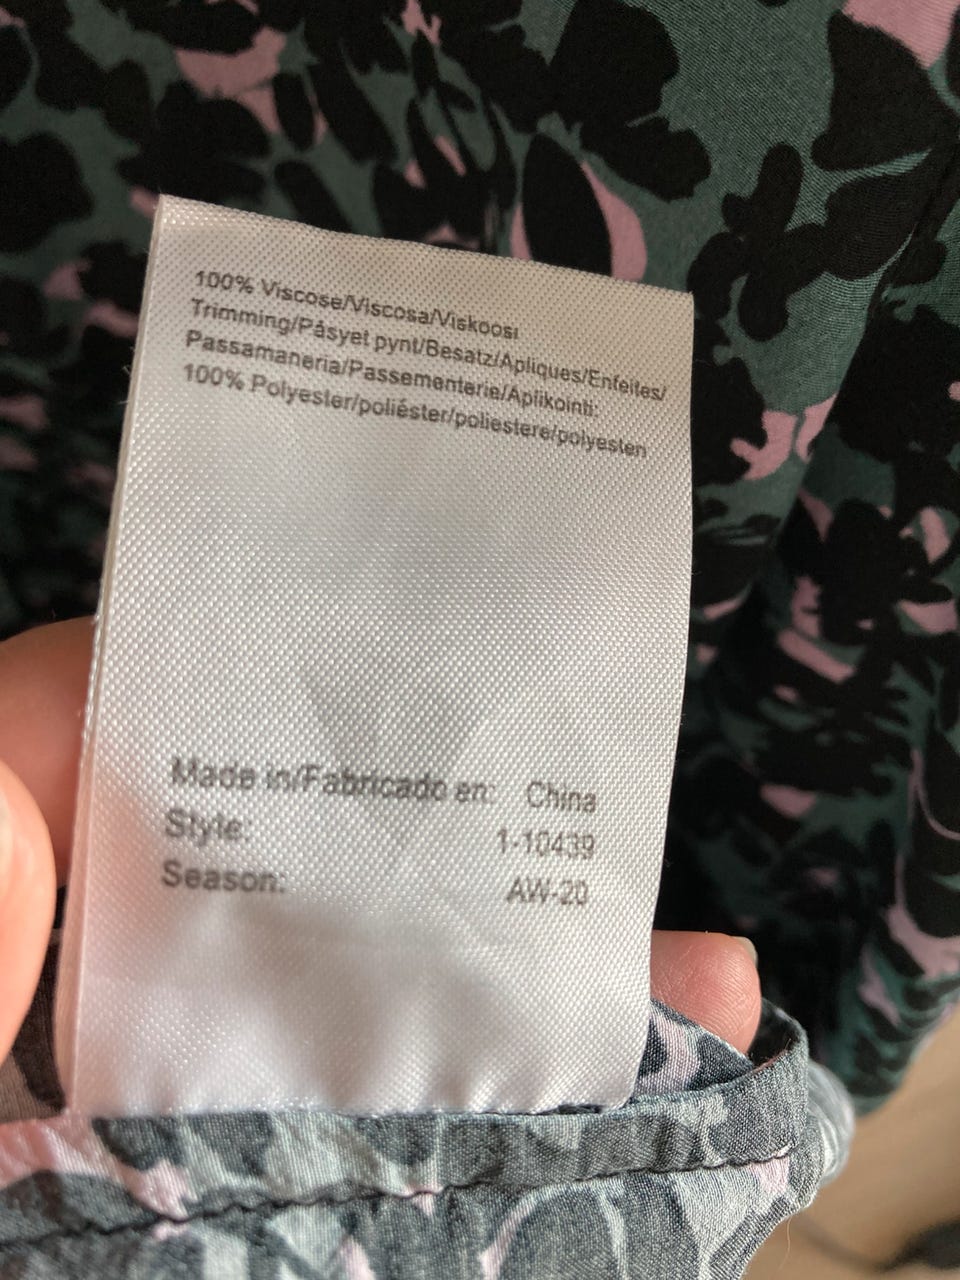 100% Viscose/Viscosa/Viskoosi
Trimming/Påsyet pynt/Besatz/Apliques/Enfeites/
Passamaneria/Passementerie/Aplikointi:
100% Polyester/poliéster/poliestere/polyesteri
Made in/Fabricado en: China
Style: 1-10439
Season: AW-20